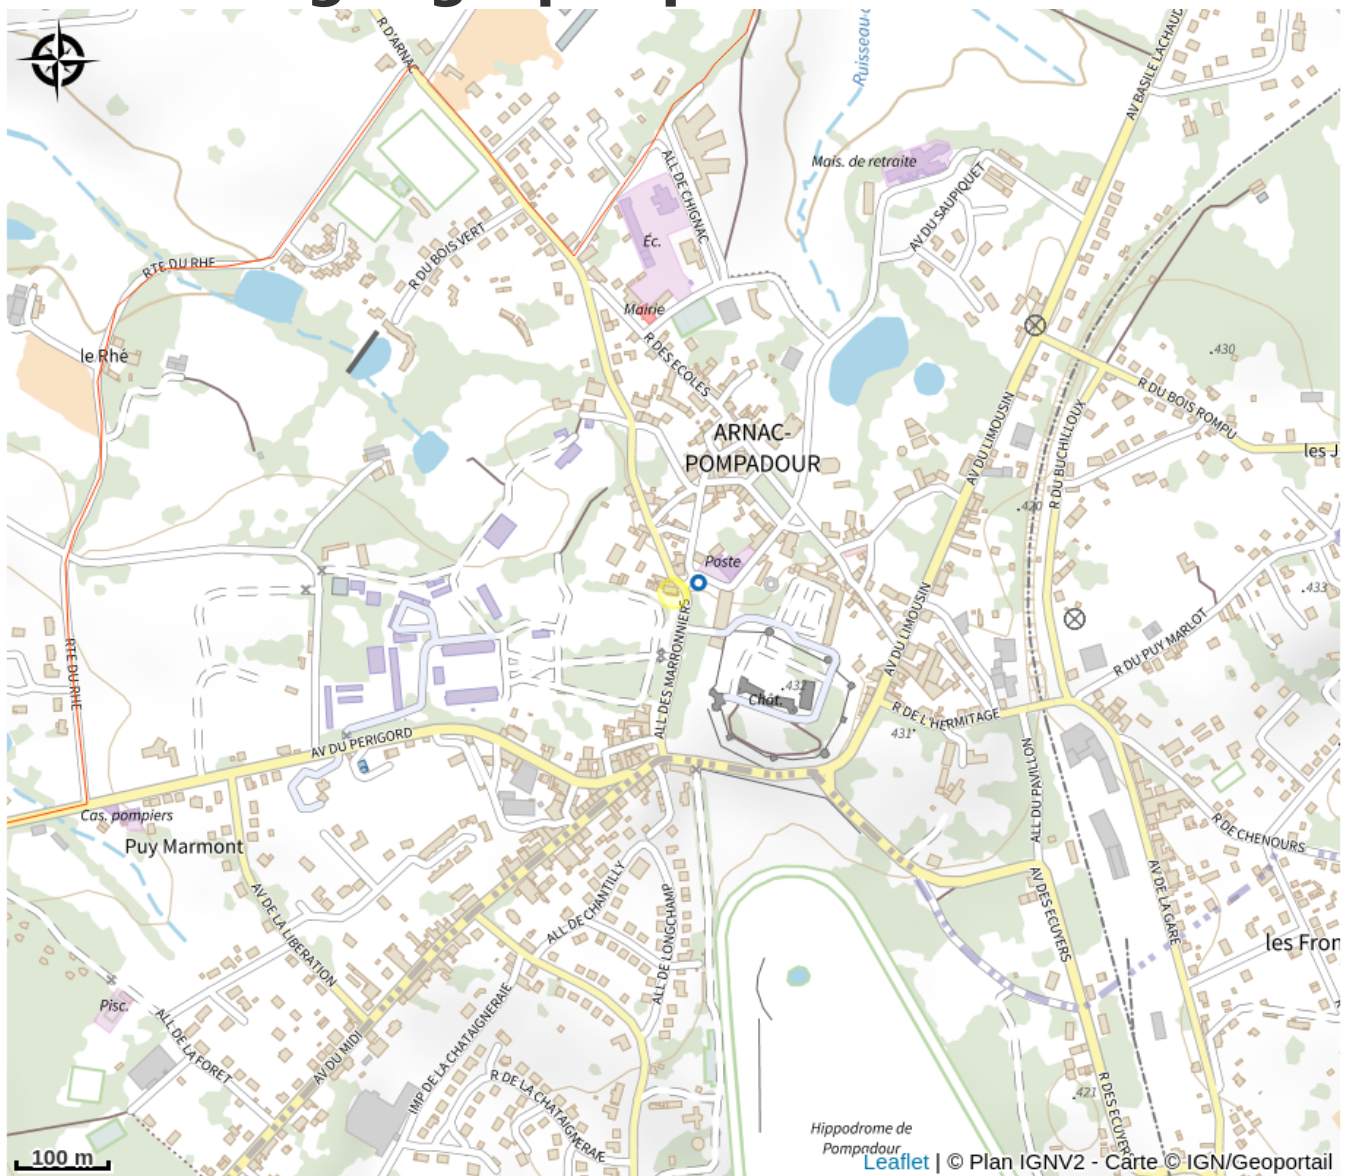 R D'ARNAC
Ruisseau
AV BASILE LACHAUD
ALL DE CHIGNAC
Mais. de retraite
AV DU SAUPIQUET
Éc.
R DU BOIS VERT
RTE DU RHE
Mairie
R DES ECOLES
le Rhé
.430
R DU BOIS ROMPU
ARNAC-
POMPADOUR
AV DU LIMOUSIN
R DU BUCHILLOUX
les J
.420
Poste
.433
ALL DES MARRONNIERS
AV DU LIMOUSIN
R DU PUY MARLOT
RTE DU RHE
.432
Chât.
R DE L'HERMITAGE
431.
AV DU PERIGORD
ALL DU PAVILLON
Cas. pompiers
Puy Marmont
R DE CHENOURS
AV DE LA LIBERATION
ALL DE CHANTILLY
ALL DE LONGCHAMP
AV DES ECUYERS
AV DE LA GARE
les Fron
Pisc.
ALL DE LA FORET
AV DU MIDI
IMP DE LA CHATAIGNERAIE
R DE LA CHATAIGNERAIE
.421
R DES ECUYER
Hippodrome de
Pompadour
100 m
Leaflet | © Plan IGNV2 - Carte © IGN/Geoportail